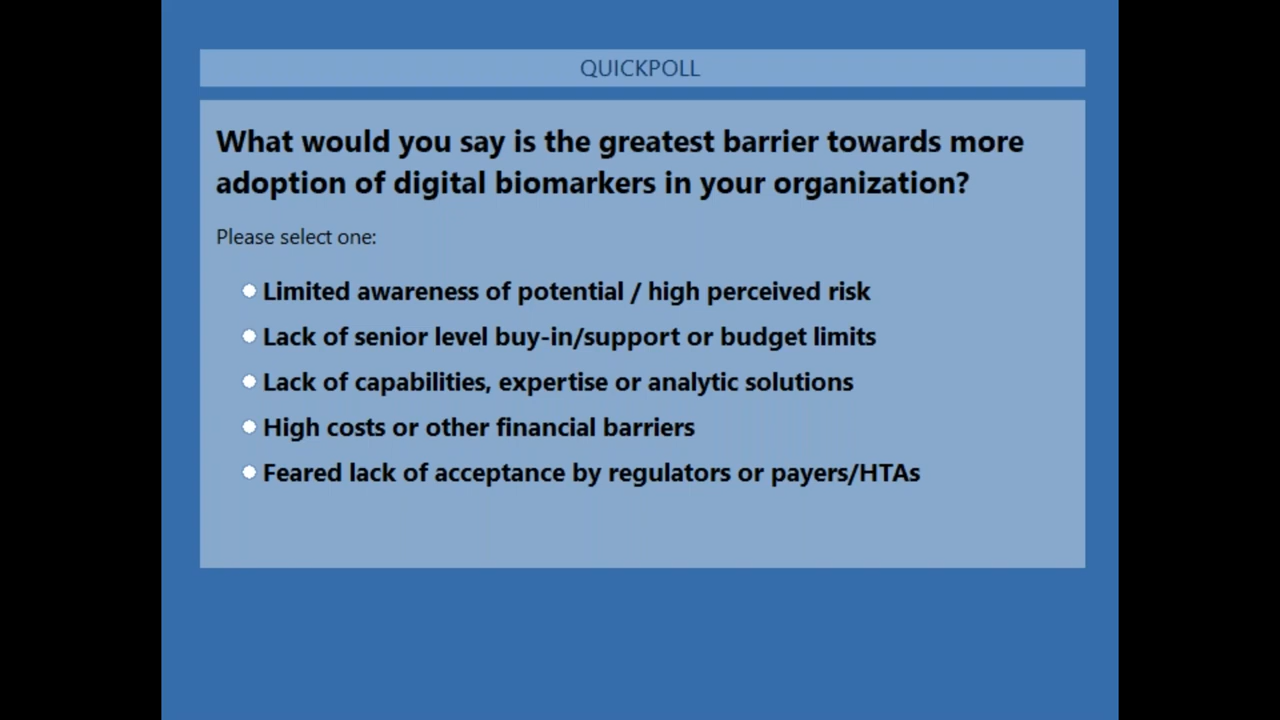 QUICKPOLL
What would you say is the greatest barrier towards more
adoption of digital biomarkers in your organization?
Please select one:
Limited awareness of potential / high perceived risk
Lack of senior level buy-in/support or budget limits
Lack of capabilities, expertise or analytic solutions
High costs or other financial barriers
Feared lack of acceptance by regulators or payers/HTAs